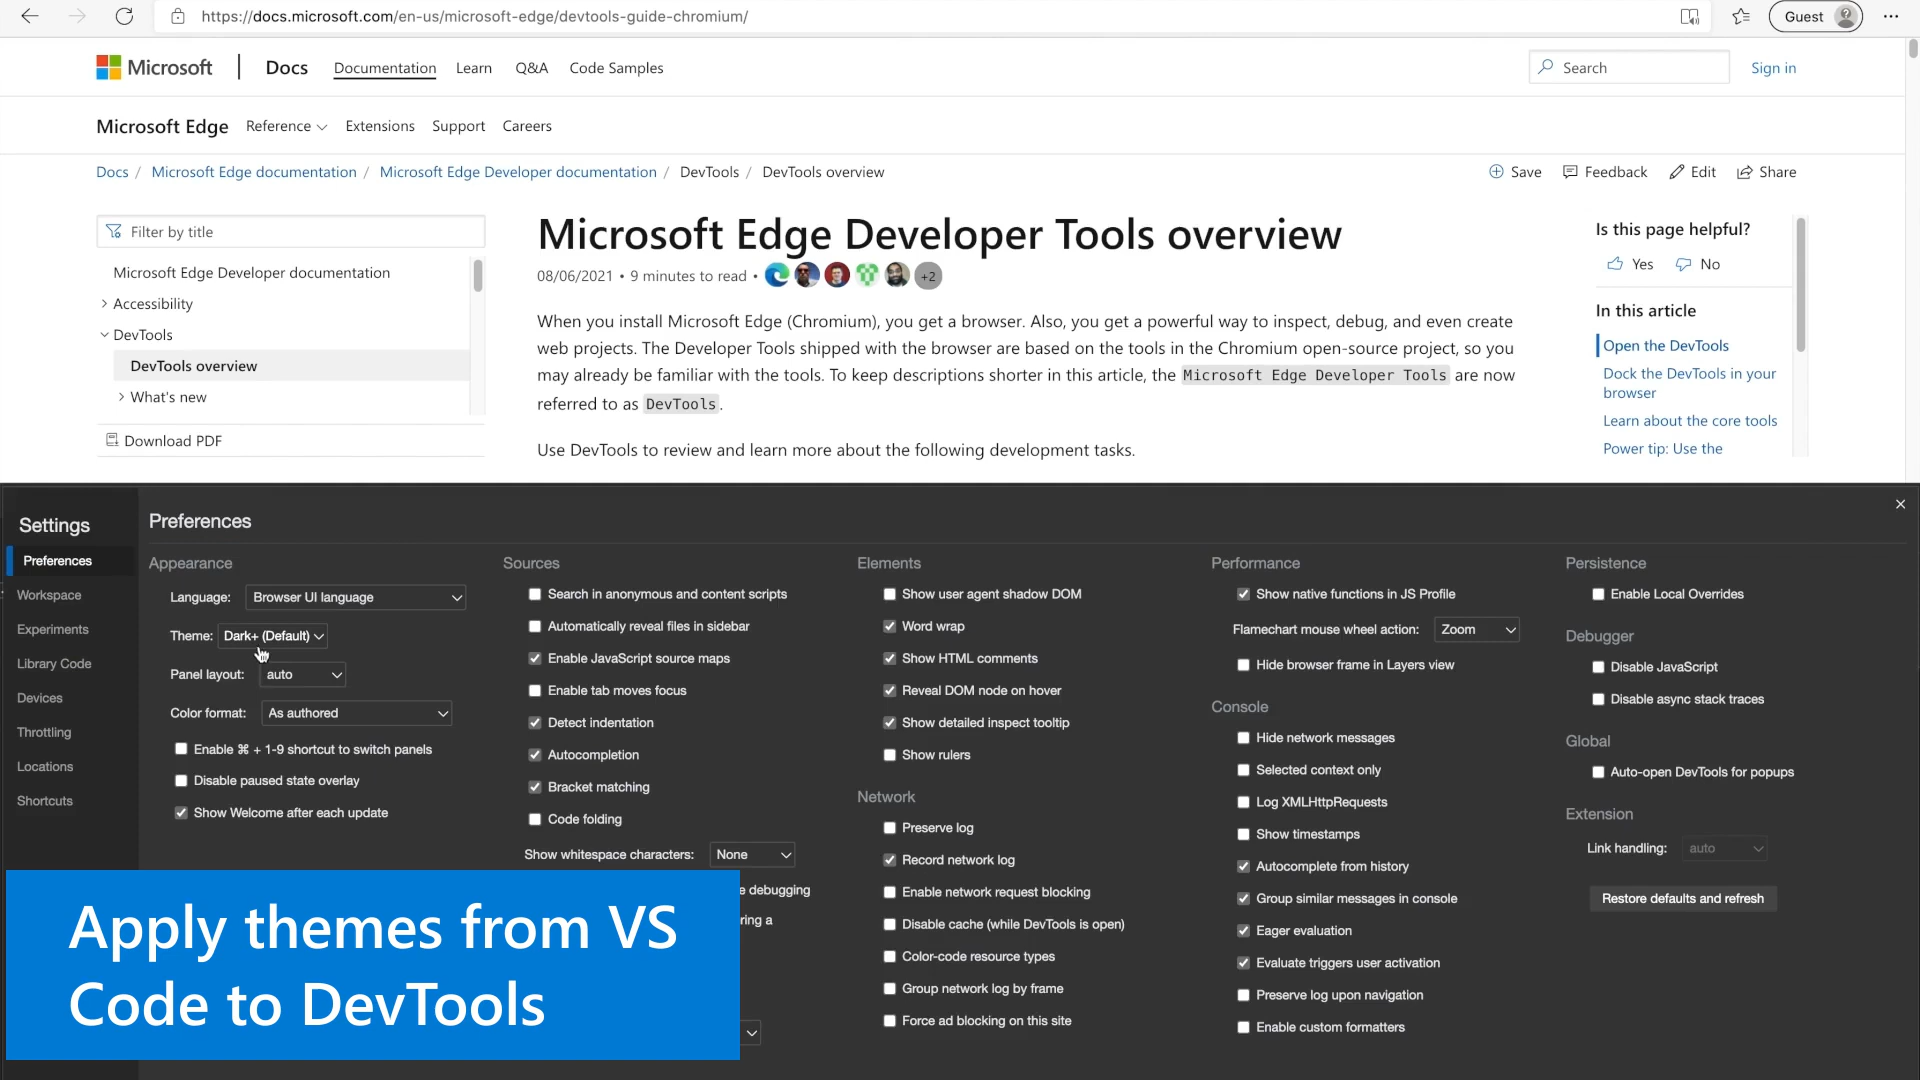 https://docs.microsoft.com/en-us/microsoft-edge/devtools-guide-chromium/
Guest
Microsoft
Docs
Documentation
Learn
Q&A
Code Samples
Search
Sign in
Microsoft Edge
Reference
Extensions
Support
Careers
Docs / Microsoft Edge documentation / Microsoft Edge Developer documentation / DevTools / DevTools overview
Save
Feedback
Edit
Share
Filter by title
Microsoft Edge Developer documentation
Accessibility
DevTools
DevTools overview
What's new
Download PDF
Microsoft Edge Developer Tools overview
08/06/2021 • 9 minutes to read •
+2
When you install Microsoft Edge (Chromium), you get a browser. Also, you get a powerful way to inspect, debug, and even create
web projects. The Developer Tools shipped with the browser are based on the tools in the Chromium open-source project, so you
may already be familiar with the tools. To keep descriptions shorter in this article, the Microsoft Edge Developer Tools are now
referred to as DevTools.
Use DevTools to review and learn more about the following development tasks.
Is this page helpful?
Yes
No
In this article
Open the DevTools
Dock the DevTools in your
browser
Learn about the core tools
Power tip: Use the
Settings
Preferences
Workspace
Experiments
Library Code
Devices
Throttling
Locations
Shortcuts
Preferences
Appearance
Language: Browser UI language
Theme: Dark+ (Default)
Panel layout: auto
Color format: As authored
Enable ⌘ + 1-9 shortcut to switch panels
Disable paused state overlay
Show Welcome after each update
Sources
Search in anonymous and content scripts
Automatically reveal files in sidebar
Enable JavaScript source maps
Enable tab moves focus
Detect indentation
Autocompletion
Bracket matching
Code folding
Show whitespace characters: None
e debugging
ring a
Elements
Show user agent shadow DOM
Word wrap
Show HTML comments
Reveal DOM node on hover
Show detailed inspect tooltip
Show rulers
Network
Preserve log
Record network log
Enable network request blocking
Disable cache (while DevTools is open)
Color-code resource types
Group network log by frame
Force ad blocking on this site
Performance
Show native functions in JS Profile
Flamechart mouse wheel action: Zoom
Hide browser frame in Layers view
Console
Hide network messages
Selected context only
Log XMLHttpRequests
Show timestamps
Autocomplete from history
Group similar messages in console
Eager evaluation
Evaluate triggers user activation
Preserve log upon navigation
Enable custom formatters
Persistence
Enable Local Overrides
Debugger
Disable JavaScript
Disable async stack traces
Global
Auto-open DevTools for popups
Extension
Link handling: auto
Restore defaults and refresh
Apply themes from VS
Code to DevTools